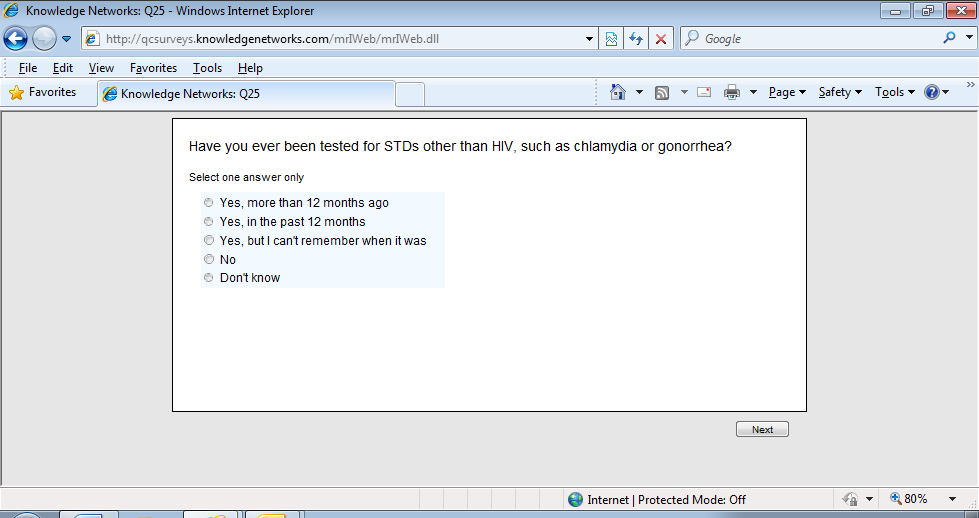 Knowledge Networks: Q25 - Windows Internet Explorer
http://qcsurveys.knowledgenetworks.com/mrIWeb/mrIWeb.dll
Google
File Edit View Favorites Tools Help
Favorites Knowledge Networks: Q25 Page Safety Tools
Have you ever been tested for STDs other than HIV, such as chlamydia or gonorrhea?
Select one answer only
Yes, more than 12 months ago
Yes, in the past 12 months
Yes, but I can't remember when it was
No
Don't know
Next
Internet | Protected Mode: Off 80%